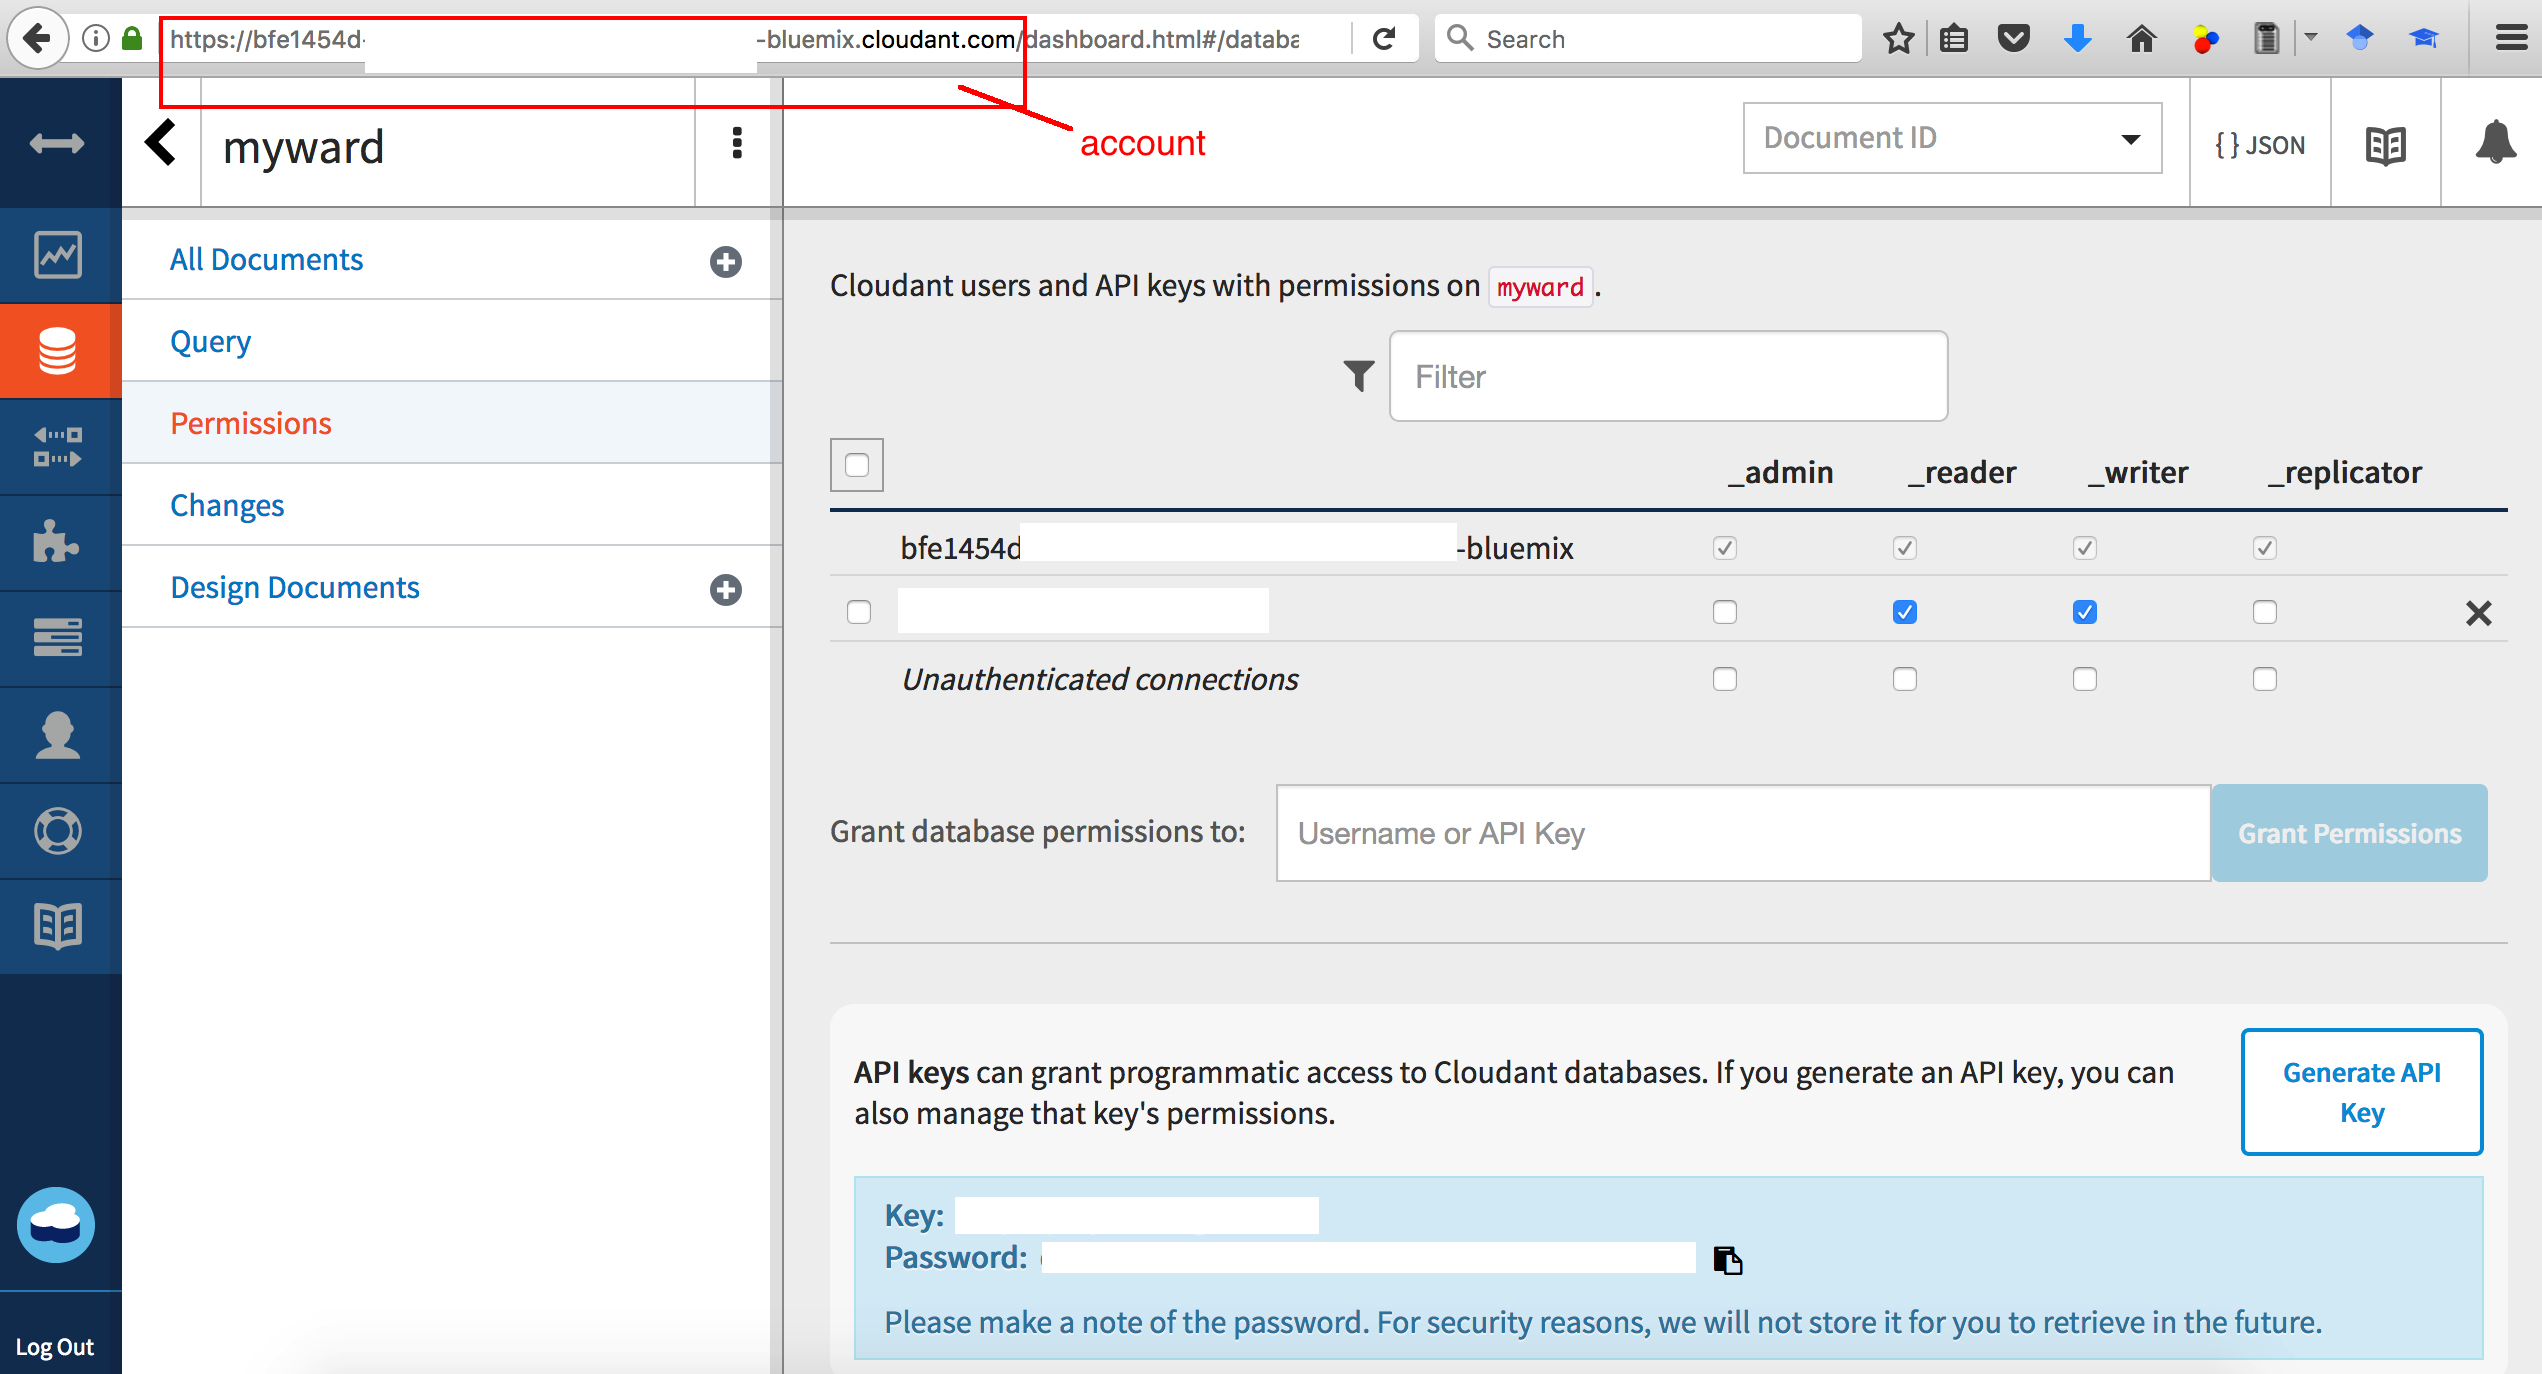 https://bfe1454d- -bluemix.cloudant.com/dashboard.html#/databa
Search
account
myward
Document ID
{ } JSON
All Documents
Query
Permissions
Changes
Design Documents
Log Out
Cloudant users and API keys with permissions on myward .
Filter
_admin _reader _writer _replicator
bfe1454d -bluemix
Unauthenticated connections
Grant database permissions to: Username or API Key Grant Permissions
API keys can grant programmatic access to Cloudant databases. If you generate an API key, you can
also manage that key's permissions.
Generate API
Key
Key:
Password:
Please make a note of the password. For security reasons, we will not store it for you to retrieve in the future.